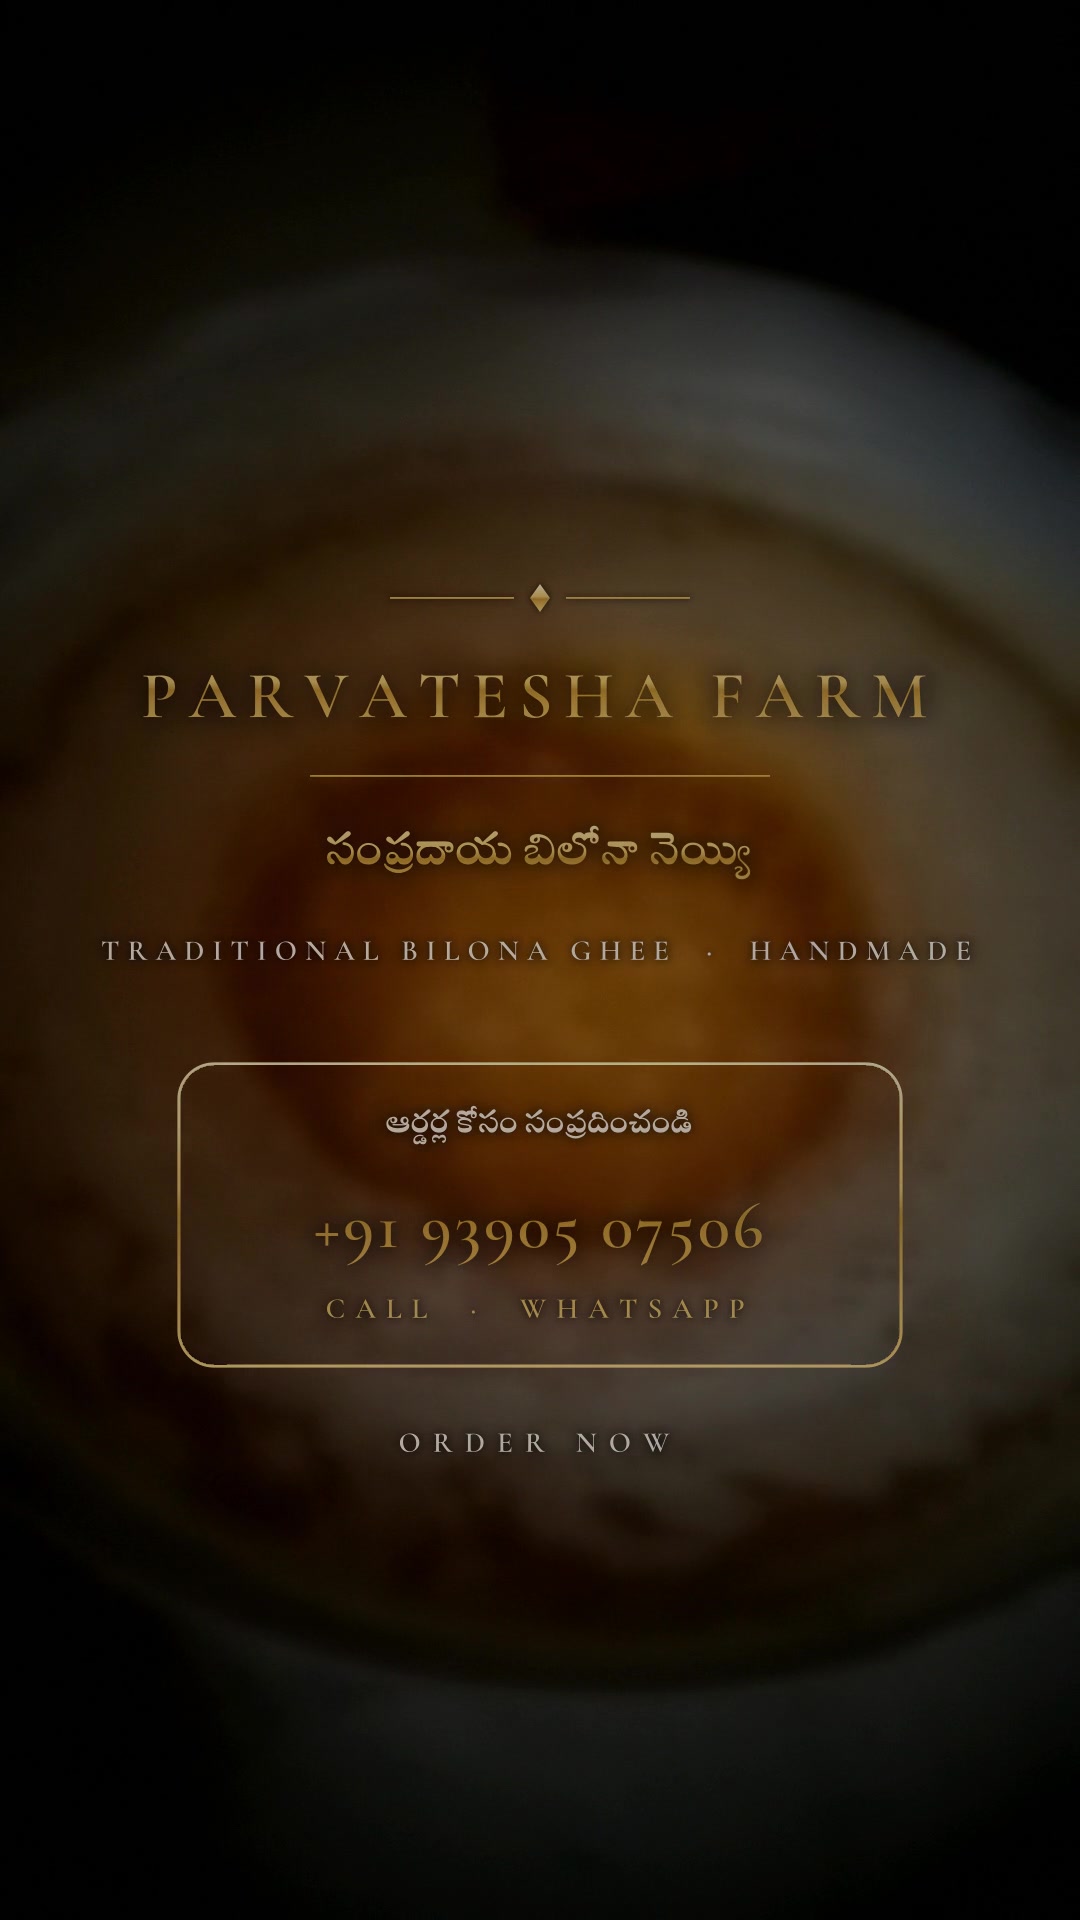 PARVATESHA FARM
సంప్రదాయ బిలోనా నెయ్యి
TRADITIONAL BILONA GHEE · HANDMADE
ఆర్డర్ల కోసం సంప్రదించండి
+91 93905 07506
CALL · WHATSAPP
ORDER NOW